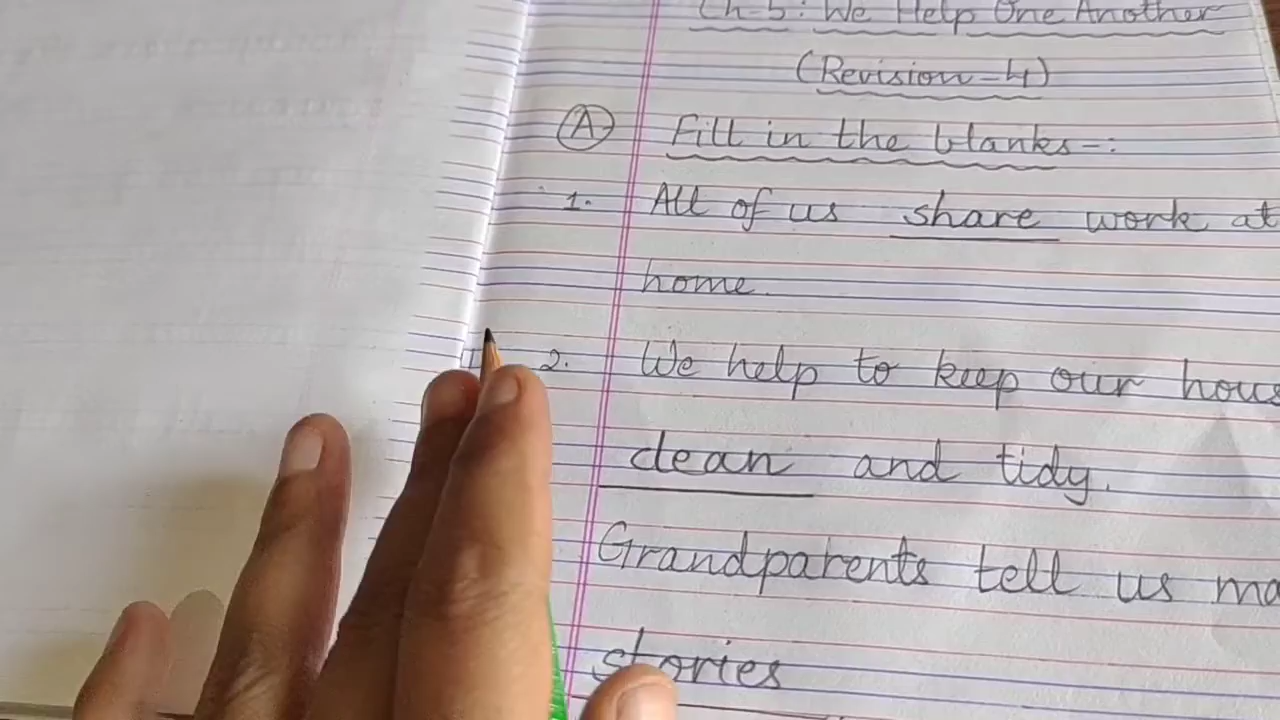 Ch-5: We Help One Another
(Revision-4)
(A) Fill in the blanks-:
1. All of us share work at
home.
2. We help to keep our hous
clean and tidy.
Grandparents tell us ma
stories